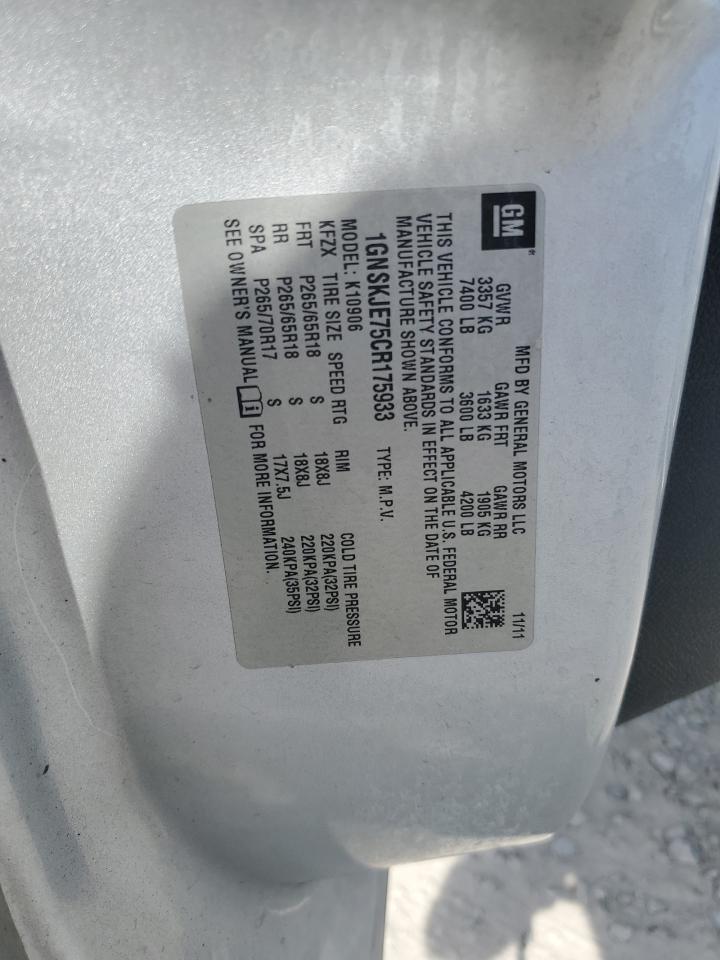 GM®
MFD BY GENERAL MOTORS LLC 11/11
GVWR GAWR FRT GAWR RR
3357 KG 1633 KG 1905 KG
7400 LB 3600 LB 4200 LB
THIS VEHICLE CONFORMS TO ALL APPLICABLE U.S. FEDERAL MOTOR
VEHICLE SAFETY STANDARDS IN EFFECT ON THE DATE OF
MANUFACTURE SHOWN ABOVE.
1GNSKJE75CR175933 TYPE: M.P.V.
MODEL: K10906
KFZX TIRE SIZE SPEED RTG RIM COLD TIRE PRESSURE
FRT P265/65R18 S 18X8J 220KPA(32PSI)
RR P265/65R18 S 18X8J 220KPA(32PSI)
SPA P265/70R17 S 17X7.5J 240KPA(35PSI)
SEE OWNER'S MANUAL FOR MORE INFORMATION.